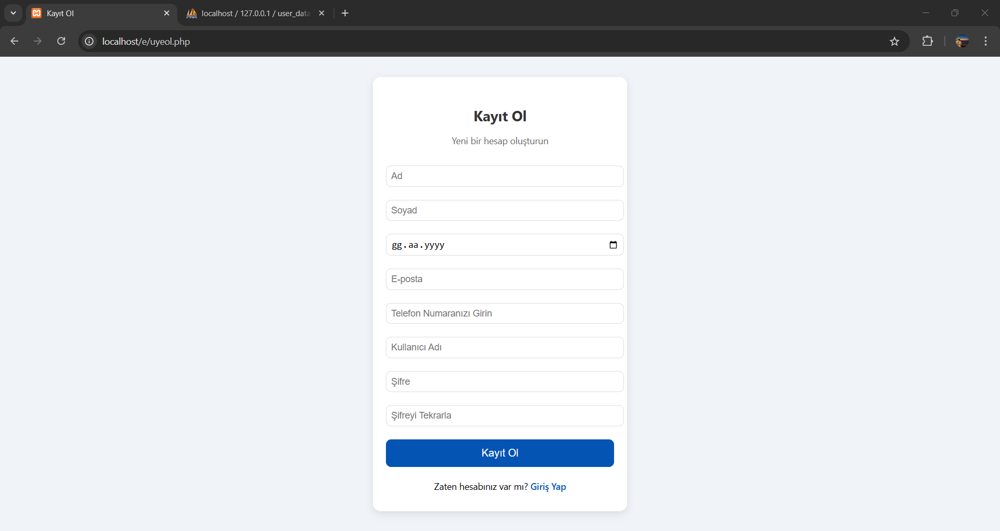 Kayıt Ol
localhost / 127.0.0.1 / user_data
localhost/e/uyeol.php
Kayıt Ol
Yeni bir hesap oluşturun
Ad
Soyad
gg.aa.yyyy
E-posta
Telefon Numaranızı Girin
Kullanıcı Adı
Şifre
Şifreyi Tekrarla
Kayıt Ol
Zaten hesabınız var mı? Giriş Yap